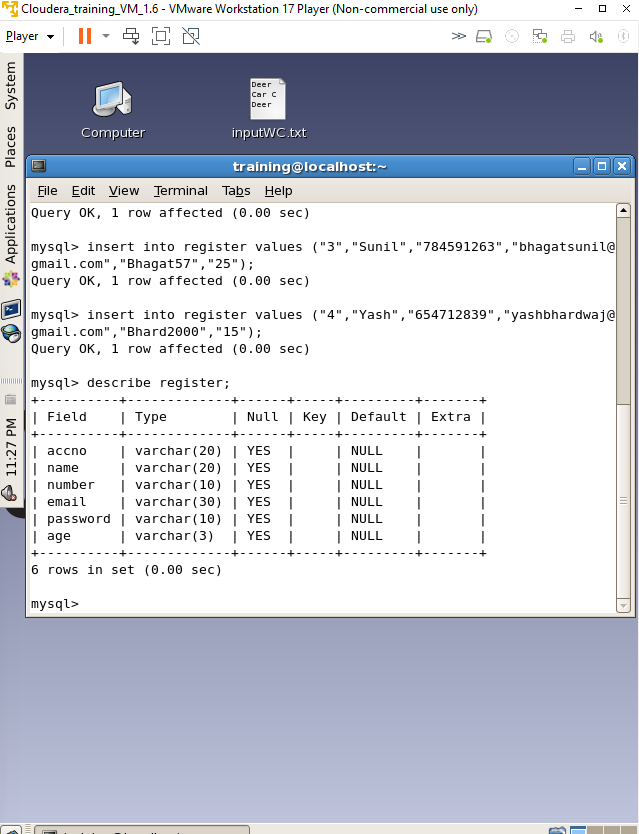 Cloudera_training_VM_1.6 - VMware Workstation 17 Player (Non-commercial use only)
Player
System
Places
Applications
11:27 PM
Deer
Car C
Deer
Computer
inputWC.txt
training@localhost:~
File Edit View Terminal Tabs Help
Query OK, 1 row affected (0.00 sec)
mysql> insert into register values ("3","Sunil","784591263","bhagatsunil@
gmail.com","Bhagat57","25");
Query OK, 1 row affected (0.00 sec)
mysql> insert into register values ("4","Yash","654712839","yashbhardwaj@
gmail.com","Bhard2000","15");
Query OK, 1 row affected (0.00 sec)
mysql> describe register;
+----------+-------------+------+-----+---------+-------+
| Field    | Type        | Null | Key | Default | Extra |
+----------+-------------+------+-----+---------+-------+
| accno    | varchar(20) | YES  |     | NULL    |       |
| name     | varchar(20) | YES  |     | NULL    |       |
| number   | varchar(10) | YES  |     | NULL    |       |
| email    | varchar(30) | YES  |     | NULL    |       |
| password | varchar(10) | YES  |     | NULL    |       |
| age      | varchar(3)  | YES  |     | NULL    |       |
+----------+-------------+------+-----+---------+-------+
6 rows in set (0.00 sec)
mysql>